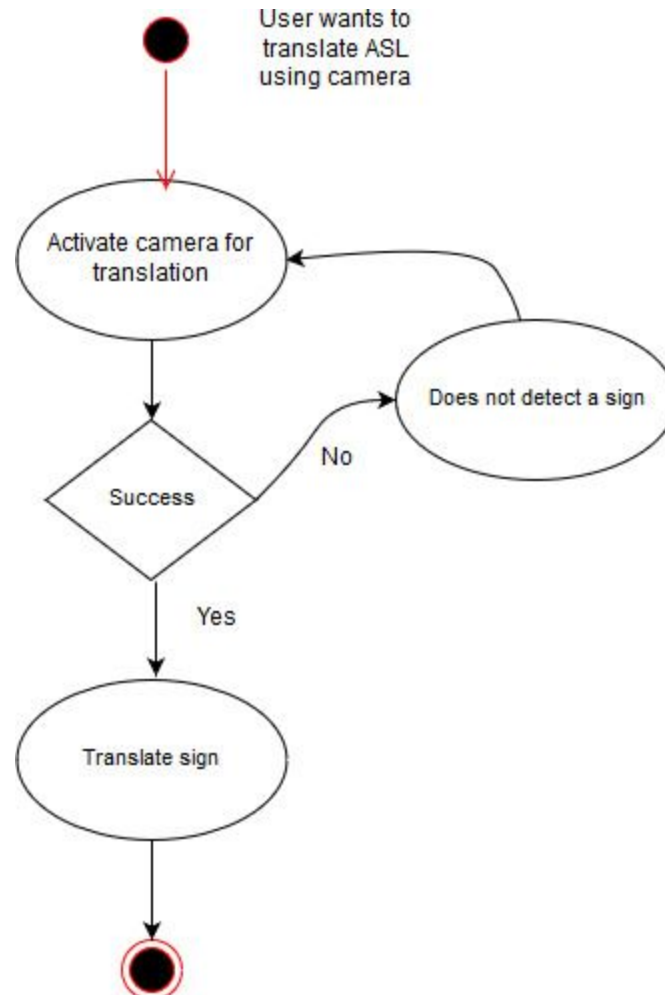 User wants to
translate ASL
using camera
Activate camera for
translation
Does not detect a sign
Success
No
Yes
Translate sign